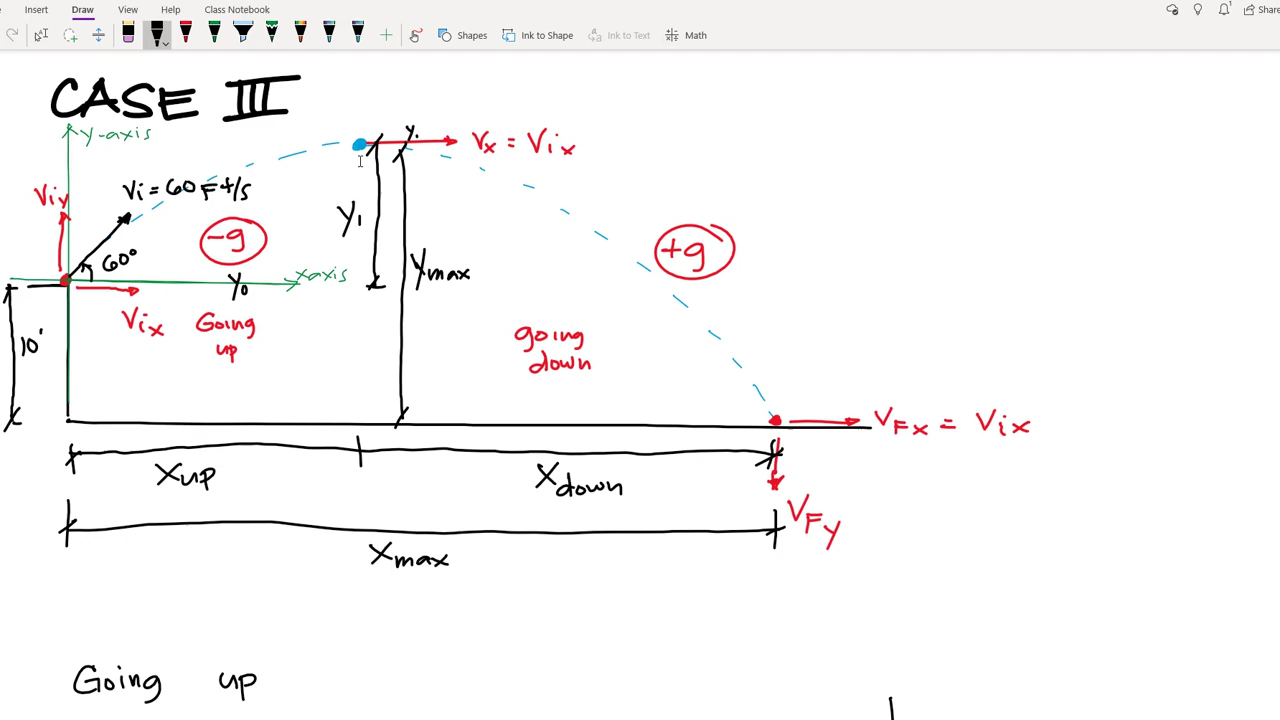 Insert Draw View Help Class Notebook Share
Shapes Ink to Shape Ink to Text Math
CASE III
y-axis
Viy
Vi = 60 Ft/s
60°
-g
x axis
Y0
Vix
Going
up
10'
Y1
Y1
Ymax
Vx = Vix
+g
going
down
VFx = Vix
VFy
Xup
Xdown
Xmax
Going up